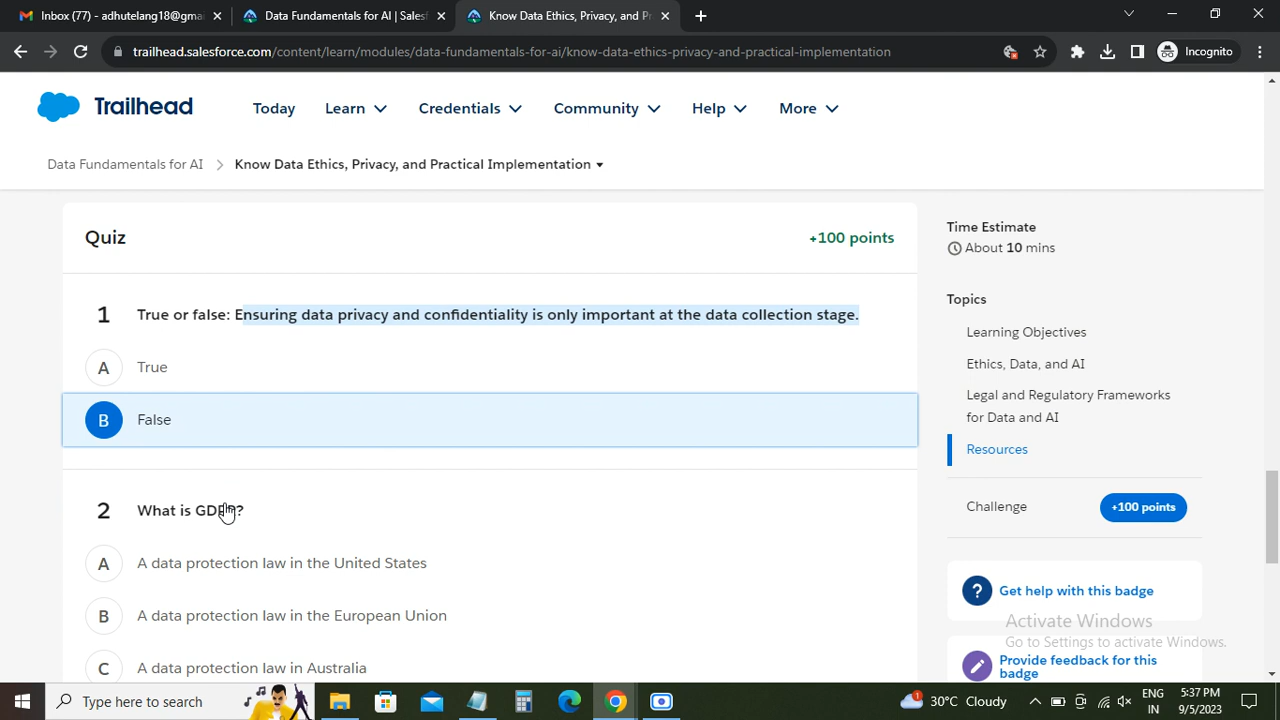 Inbox (77) - adhutelang18@gma
Data Fundamentals for AI | Sales
Know Data Ethics, Privacy, and P
trailhead.salesforce.com/content/learn/modules/data-fundamentals-for-ai/know-data-ethics-privacy-and-practical-implementation
Incognito
Trailhead
Today
Learn
Credentials
Community
Help
More
Data Fundamentals for AI
Know Data Ethics, Privacy, and Practical Implementation
Quiz
+100 points
1
True or false: Ensuring data privacy and confidentiality is only important at the data collection stage.
A True
B False
2
What is GDPR?
A A data protection law in the United States
B A data protection law in the European Union
C A data protection law in Australia
Time Estimate
About 10 mins
Topics
Learning Objectives
Ethics, Data, and AI
Legal and Regulatory Frameworks
for Data and AI
Resources
Challenge
+100 points
? Get help with this badge
Activate Windows
Go to Settings to activate Windows.
Provide feedback for this
badge
Type here to search
1
30°C Cloudy
ENG
IN
5:37 PM
9/5/2023